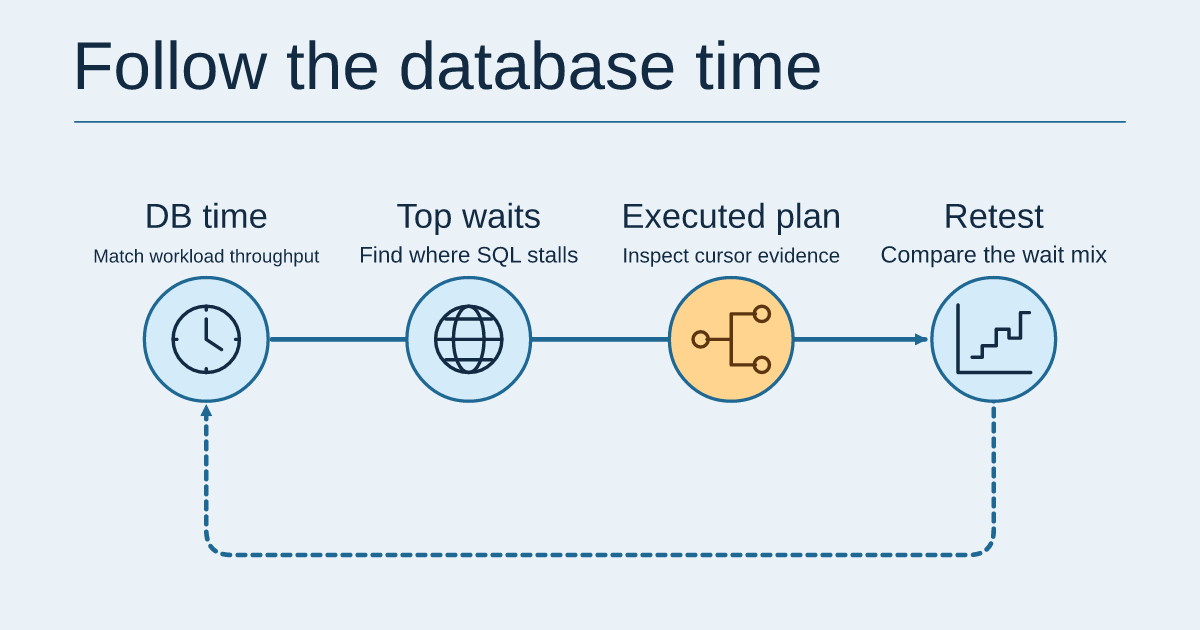 Follow the database time
DB time
Match workload throughput
Top waits
Find where SQL stalls
Executed plan
Inspect cursor evidence
Retest
Compare the wait mix